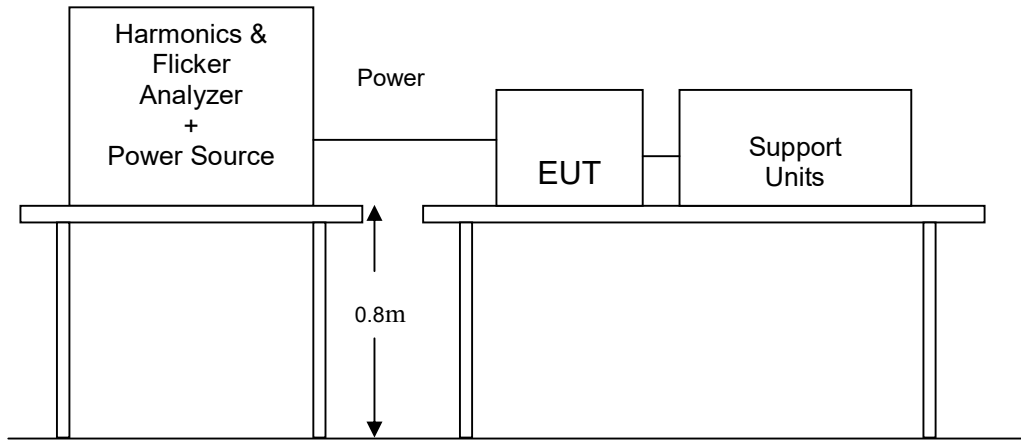 Harmonics &
Flicker
Analyzer
+
Power Source
Power
EUT
Support
Units
0.8m